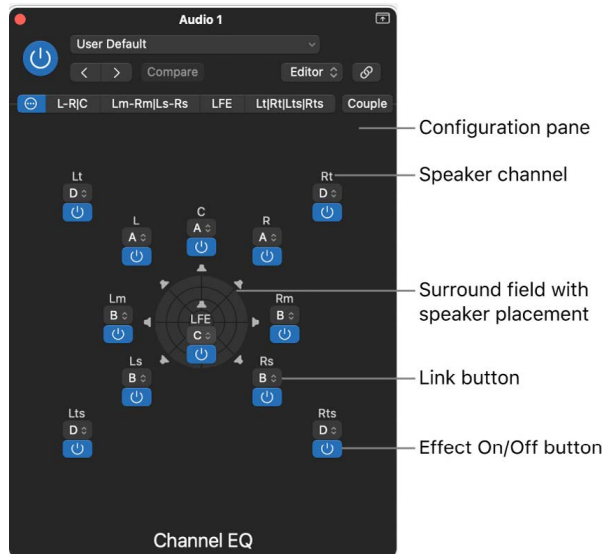 Audio 1
User Default
Compare
Editor
L-R|C
Lm-Rm|Ls-Rs
LFE
Lt|Rt|Lts|Rts
Couple
Configuration pane
Lt
Rt
Speaker channel
D
D
C
L
R
A
A
A
Surround field with
speaker placement
Lm
Rm
B
B
LFE
C
Ls
Rs
B
B
Link button
Lts
Rts
D
D
Effect On/Off button
Channel EQ